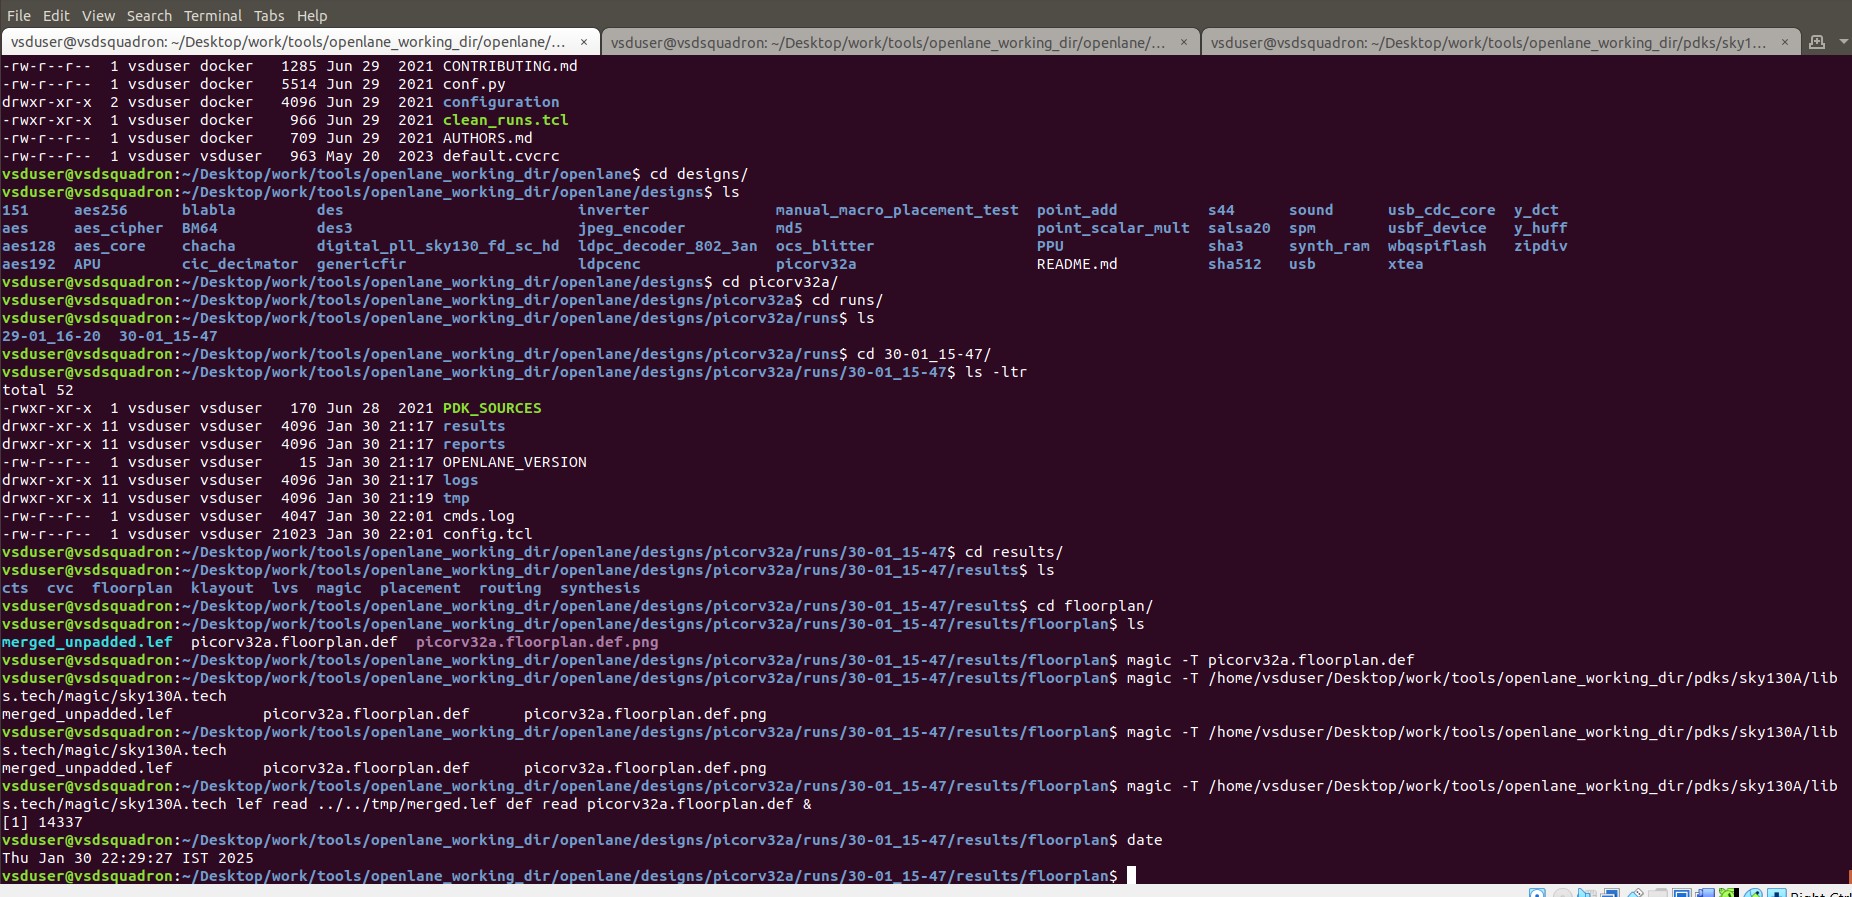 File Edit View Search Terminal Tabs Help
vsduser@vsdsquadron: ~/Desktop/work/tools/openlane_working_dir/openlane/... × vsduser@vsdsquadron: ~/Desktop/work/tools/openlane_working_dir/openlane/... × vsduser@vsdsquadron: ~/Desktop/work/tools/openlane_working_dir/pdks/sky1... ×
-rw-r--r--  1 vsduser docker   1285 Jun 29  2021 CONTRIBUTING.md
-rw-r--r--  1 vsduser docker   5514 Jun 29  2021 conf.py
drwxr-xr-x  2 vsduser docker   4096 Jun 29  2021 configuration
-rwxr-xr-x  1 vsduser docker    966 Jun 29  2021 clean_runs.tcl
-rw-r--r--  1 vsduser docker    709 Jun 29  2021 AUTHORS.md
-rw-r--r--  1 vsduser vsduser   963 May 20  2023 default.cvcrc
vsduser@vsdsquadron:~/Desktop/work/tools/openlane_working_dir/openlane$ cd designs/
vsduser@vsdsquadron:~/Desktop/work/tools/openlane_working_dir/openlane/designs$ ls
151     aes256      blabla         des                        inverter             manual_macro_placement_test  point_add          s44      sound      usb_cdc_core  y_dct
aes     aes_cipher  BM64           des3                       jpeg_encoder         md5                          point_scalar_mult  salsa20  spm        usbf_device   y_huff
aes128  aes_core    chacha         digital_pll_sky130_fd_sc_hd  ldpc_decoder_802_3an  ocs_blitter                  PPU                sha3     synth_ram  wbqspiflash   zipdiv
aes192  APU         cic_decimator  genericfir                 ldpcenc              picorv32a                    README.md          sha512   usb        xtea
vsduser@vsdsquadron:~/Desktop/work/tools/openlane_working_dir/openlane/designs$ cd picorv32a/
vsduser@vsdsquadron:~/Desktop/work/tools/openlane_working_dir/openlane/designs/picorv32a$ cd runs/
vsduser@vsdsquadron:~/Desktop/work/tools/openlane_working_dir/openlane/designs/picorv32a/runs$ ls
29-01_16-20  30-01_15-47
vsduser@vsdsquadron:~/Desktop/work/tools/openlane_working_dir/openlane/designs/picorv32a/runs$ cd 30-01_15-47/
vsduser@vsdsquadron:~/Desktop/work/tools/openlane_working_dir/openlane/designs/picorv32a/runs/30-01_15-47$ ls -ltr
total 52
-rwxr-xr-x  1 vsduser vsduser   170 Jun 28  2021 PDK_SOURCES
drwxr-xr-x 11 vsduser vsduser  4096 Jan 30 21:17 results
drwxr-xr-x 11 vsduser vsduser  4096 Jan 30 21:17 reports
-rw-r--r--  1 vsduser vsduser    15 Jan 30 21:17 OPENLANE_VERSION
drwxr-xr-x 11 vsduser vsduser  4096 Jan 30 21:17 logs
drwxr-xr-x 11 vsduser vsduser  4096 Jan 30 21:19 tmp
-rw-r--r--  1 vsduser vsduser  4047 Jan 30 22:01 cmds.log
-rw-r--r--  1 vsduser vsduser 21023 Jan 30 22:01 config.tcl
vsduser@vsdsquadron:~/Desktop/work/tools/openlane_working_dir/openlane/designs/picorv32a/runs/30-01_15-47$ cd results/
vsduser@vsdsquadron:~/Desktop/work/tools/openlane_working_dir/openlane/designs/picorv32a/runs/30-01_15-47/results$ ls
cts  cvc  floorplan  klayout  lvs  magic  placement  routing  synthesis
vsduser@vsdsquadron:~/Desktop/work/tools/openlane_working_dir/openlane/designs/picorv32a/runs/30-01_15-47/results$ cd floorplan/
vsduser@vsdsquadron:~/Desktop/work/tools/openlane_working_dir/openlane/designs/picorv32a/runs/30-01_15-47/results/floorplan$ ls
merged_unpadded.lef  picorv32a.floorplan.def  picorv32a.floorplan.def.png
vsduser@vsdsquadron:~/Desktop/work/tools/openlane_working_dir/openlane/designs/picorv32a/runs/30-01_15-47/results/floorplan$ magic -T picorv32a.floorplan.def
vsduser@vsdsquadron:~/Desktop/work/tools/openlane_working_dir/openlane/designs/picorv32a/runs/30-01_15-47/results/floorplan$ magic -T /home/vsduser/Desktop/work/tools/openlane_working_dir/pdks/sky130A/lib
s.tech/magic/sky130A.tech
merged_unpadded.lef          picorv32a.floorplan.def      picorv32a.floorplan.def.png
vsduser@vsdsquadron:~/Desktop/work/tools/openlane_working_dir/openlane/designs/picorv32a/runs/30-01_15-47/results/floorplan$ magic -T /home/vsduser/Desktop/work/tools/openlane_working_dir/pdks/sky130A/lib
s.tech/magic/sky130A.tech
merged_unpadded.lef          picorv32a.floorplan.def      picorv32a.floorplan.def.png
vsduser@vsdsquadron:~/Desktop/work/tools/openlane_working_dir/openlane/designs/picorv32a/runs/30-01_15-47/results/floorplan$ magic -T /home/vsduser/Desktop/work/tools/openlane_working_dir/pdks/sky130A/lib
s.tech/magic/sky130A.tech lef read ../../tmp/merged.lef def read picorv32a.floorplan.def &
[1] 14337
vsduser@vsdsquadron:~/Desktop/work/tools/openlane_working_dir/openlane/designs/picorv32a/runs/30-01_15-47/results/floorplan$ date
Thu Jan 30 22:29:27 IST 2025
vsduser@vsdsquadron:~/Desktop/work/tools/openlane_working_dir/openlane/designs/picorv32a/runs/30-01_15-47/results/floorplan$